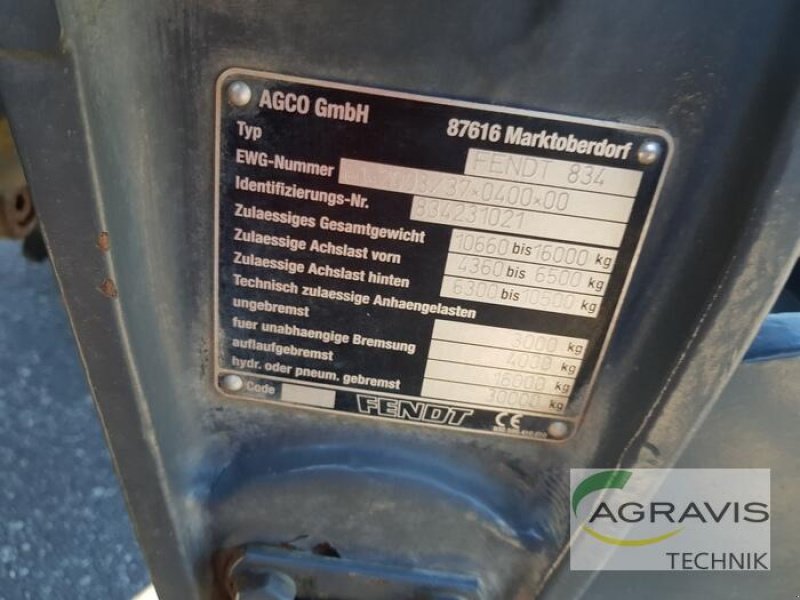 AGCO GmbH
87616 Marktoberdorf
Typ FENDT 834
EWG-Nummer /37*0400*00
Identifizierungs-Nr. 834231021
Zulaessiges Gesamtgewicht 10660 bis 16000 kg
Zulaessige Achslast vorn 4360 bis 6500 kg
Zulaessige Achslast hinten 6300 bis 10500 kg
Technisch zulaessige Anhaengelasten
ungebremst 3000 kg
fuer unabhaengige Bremsung 4000 kg
auflaufgebremst 16000 kg
hydr. oder pneum. gebremst 30000 kg
Code
FENDT CE
AGRAVIS
TECHNIK